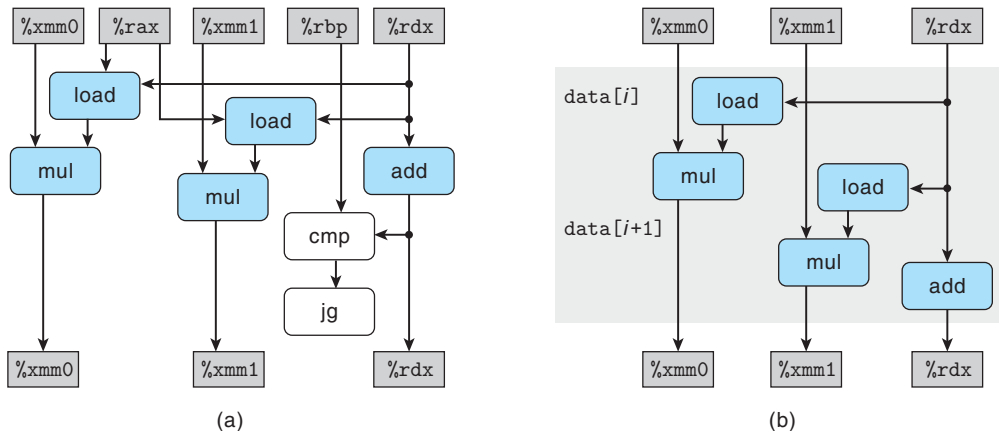 %xmm0 %rax %xmm1 %rbp %rdx
load
load
mul
mul
add
cmp
jg
%xmm0 %xmm1 %rdx
(a)
%xmm0 %xmm1 %rdx
data[i]
load
mul
load
data[i+1]
mul
add
%xmm0 %xmm1 %rdx
(b)